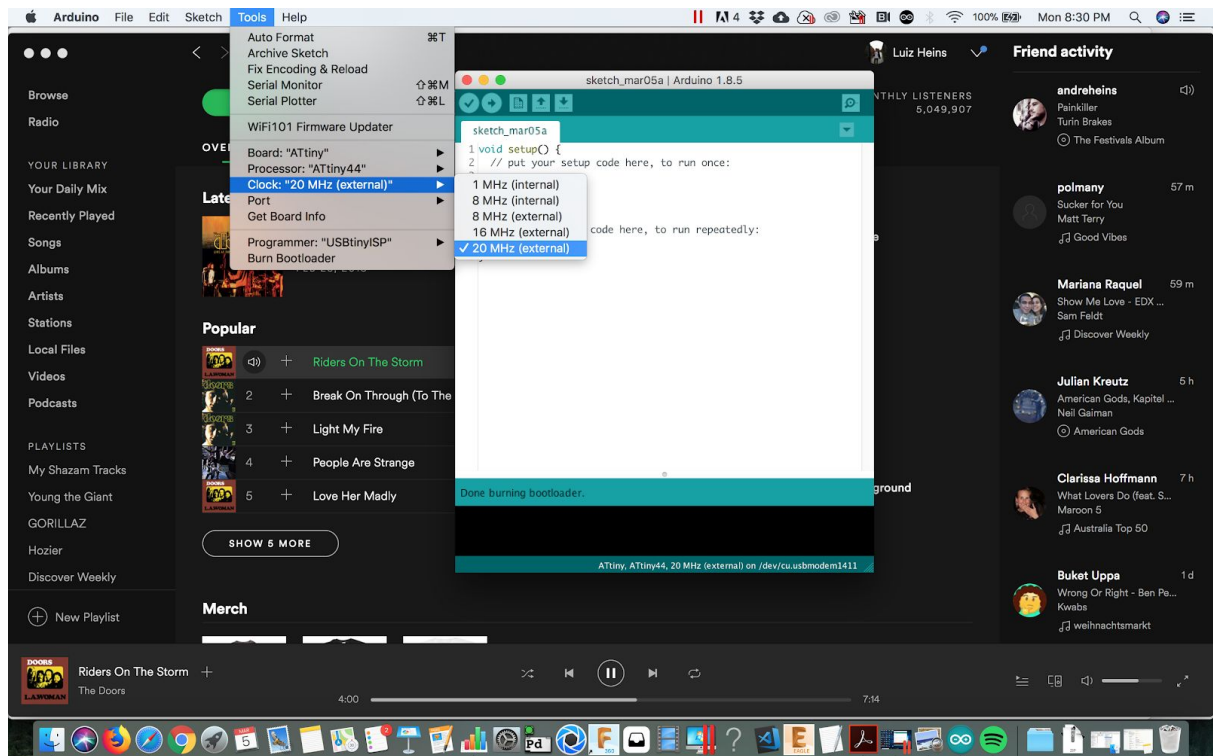 Arduino File Edit Sketch Tools Help
4 100% Mon 8:30 PM
Auto Format ⌘T
Archive Sketch
Fix Encoding & Reload
Serial Monitor ⇧⌘M
Serial Plotter ⇧⌘L
WiFi101 Firmware Updater
Board: "ATtiny"
Processor: "ATtiny44"
Clock: "20 MHz (external)"
Port
Get Board Info
Programmer: "USBtinyISP"
Burn Bootloader
1 MHz (internal)
8 MHz (internal)
8 MHz (external)
16 MHz (external)
✓ 20 MHz (external)
sketch_mar05a | Arduino 1.8.5
sketch_mar05a
1 void setup() {
2 // put your setup code here, to run once:
code here, to run repeatedly:
Done burning bootloader.
ATtiny, ATtiny44, 20 MHz (external) on /dev/cu.usbmodem1411
Browse
Radio
YOUR LIBRARY
Your Daily Mix
Recently Played
Songs
Albums
Artists
Stations
Local Files
Videos
Podcasts
PLAYLISTS
My Shazam Tracks
Young the Giant
GORILLAZ
Hozier
Discover Weekly
New Playlist
Luiz Heins
NTHLY LISTENERS
5,049,907
OVE
Late
Popular
Riders On The Storm
2 Break On Through (To The
3 Light My Fire
4 People Are Strange
5 Love Her Madly
SHOW 5 MORE
ground
Merch
Friend activity
andreheins
Painkiller
Turin Brakes
The Festivals Album
polmany 57 m
Sucker for You
Matt Terry
Good Vibes
Mariana Raquel 59 m
Show Me Love - EDX ...
Sam Feldt
Discover Weekly
Julian Kreutz 5 h
American Gods, Kapitel ...
Neil Gaiman
American Gods
Clarissa Hoffmann 7 h
What Lovers Do (feat. S...
Maroon 5
Australia Top 50
Buket Uppa 1 d
Wrong Or Right - Ben Pe...
Kwabs
weihnachtsmarkt
DOORS
L.A.WOMAN
Riders On The Storm
The Doors
4:00
7:14